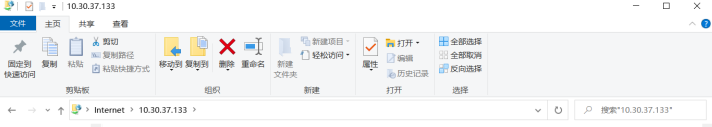 10.30.37.133
文件 主页 共享 查看
固定到快速访问 复制 粘贴 剪切 复制路径 粘贴快捷方式 移动到 复制到 删除 重命名 新建文件夹 新建项目 轻松访问 属性 打开 编辑 历史记录 全部选择 全部取消 反向选择
剪贴板 组织 新建 打开 选择
Internet 10.30.37.133 搜索"10.30.37.133"